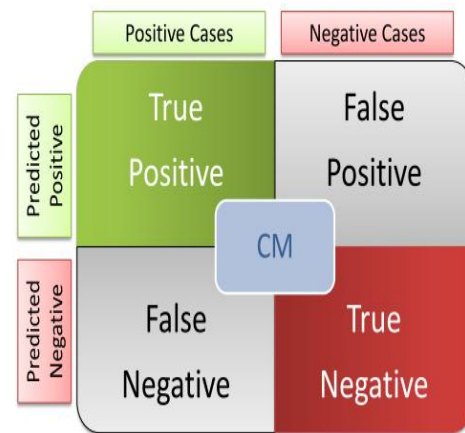 Positive Cases
Negative Cases
Predicted
Positive
True
Positive
False
Positive
CM
Predicted
Negative
False
Negative
True
Negative